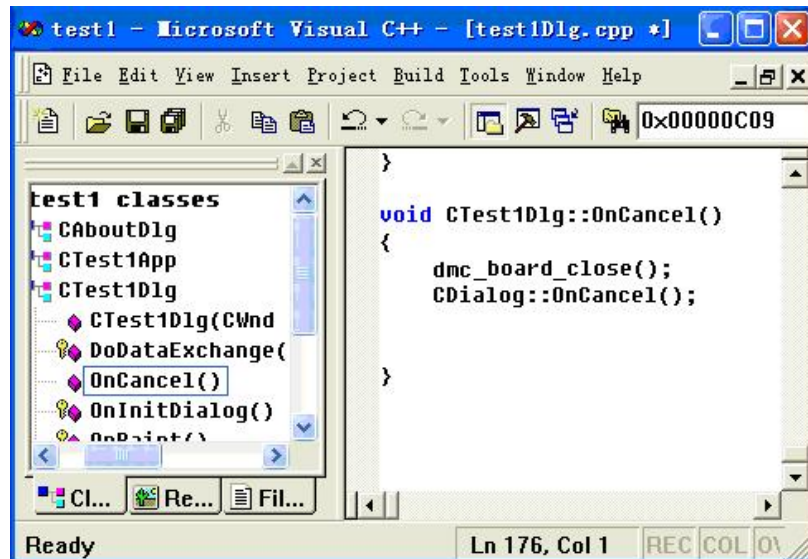 test1 - Microsoft Visual C++ - [test1Dlg.cpp *]
File Edit View Insert Project Build Tools Window Help
0x00000C09
test1 classes
CAboutDlg
CTest1App
CTest1Dlg
CTest1Dlg(CWnd
DoDataExchange(
OnCancel()
OnInitDialog()
OnPaint()
Cl... Re... Fil...
}
void CTest1Dlg::OnCancel()
{
dmc_board_close();
CDialog::OnCancel();
}
Ready Ln 176, Col 1 REC COL OV